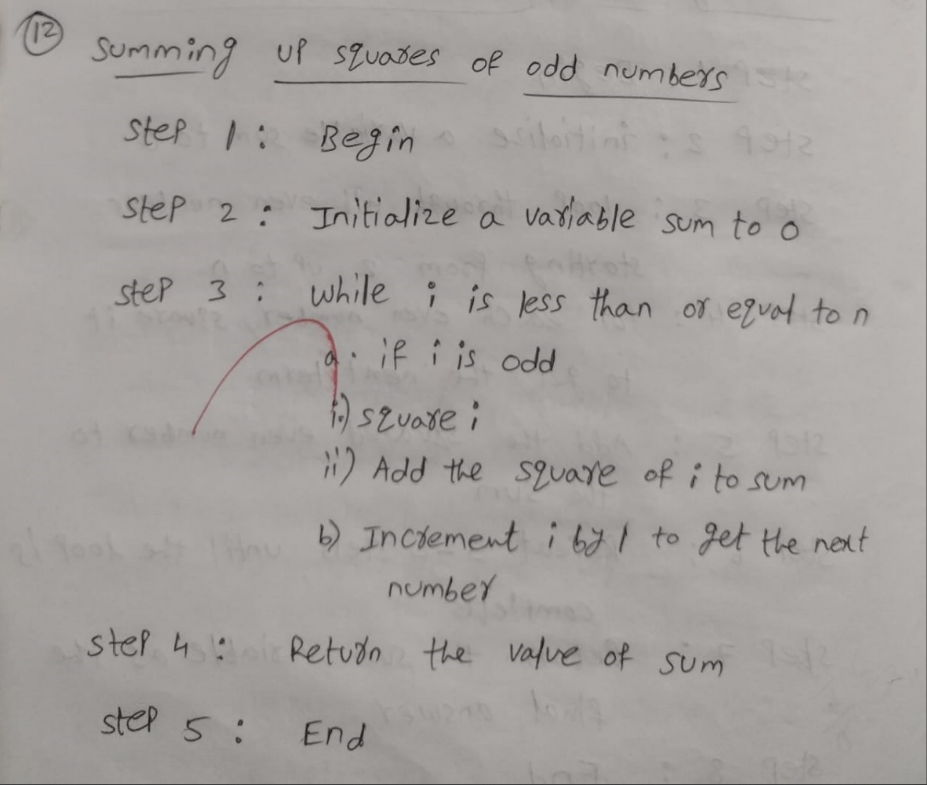 12
Summing up squares of odd numbers
Step 1 : Begin
Step 2 : Initialize a variable sum to 0
Step 3 : While i is less than or equal to n
a. if i is odd
i.) square i
ii) Add the square of i to sum
b) Increment i by 1 to get the next
number
Step 4 : Return the value of sum
Step 5 : End